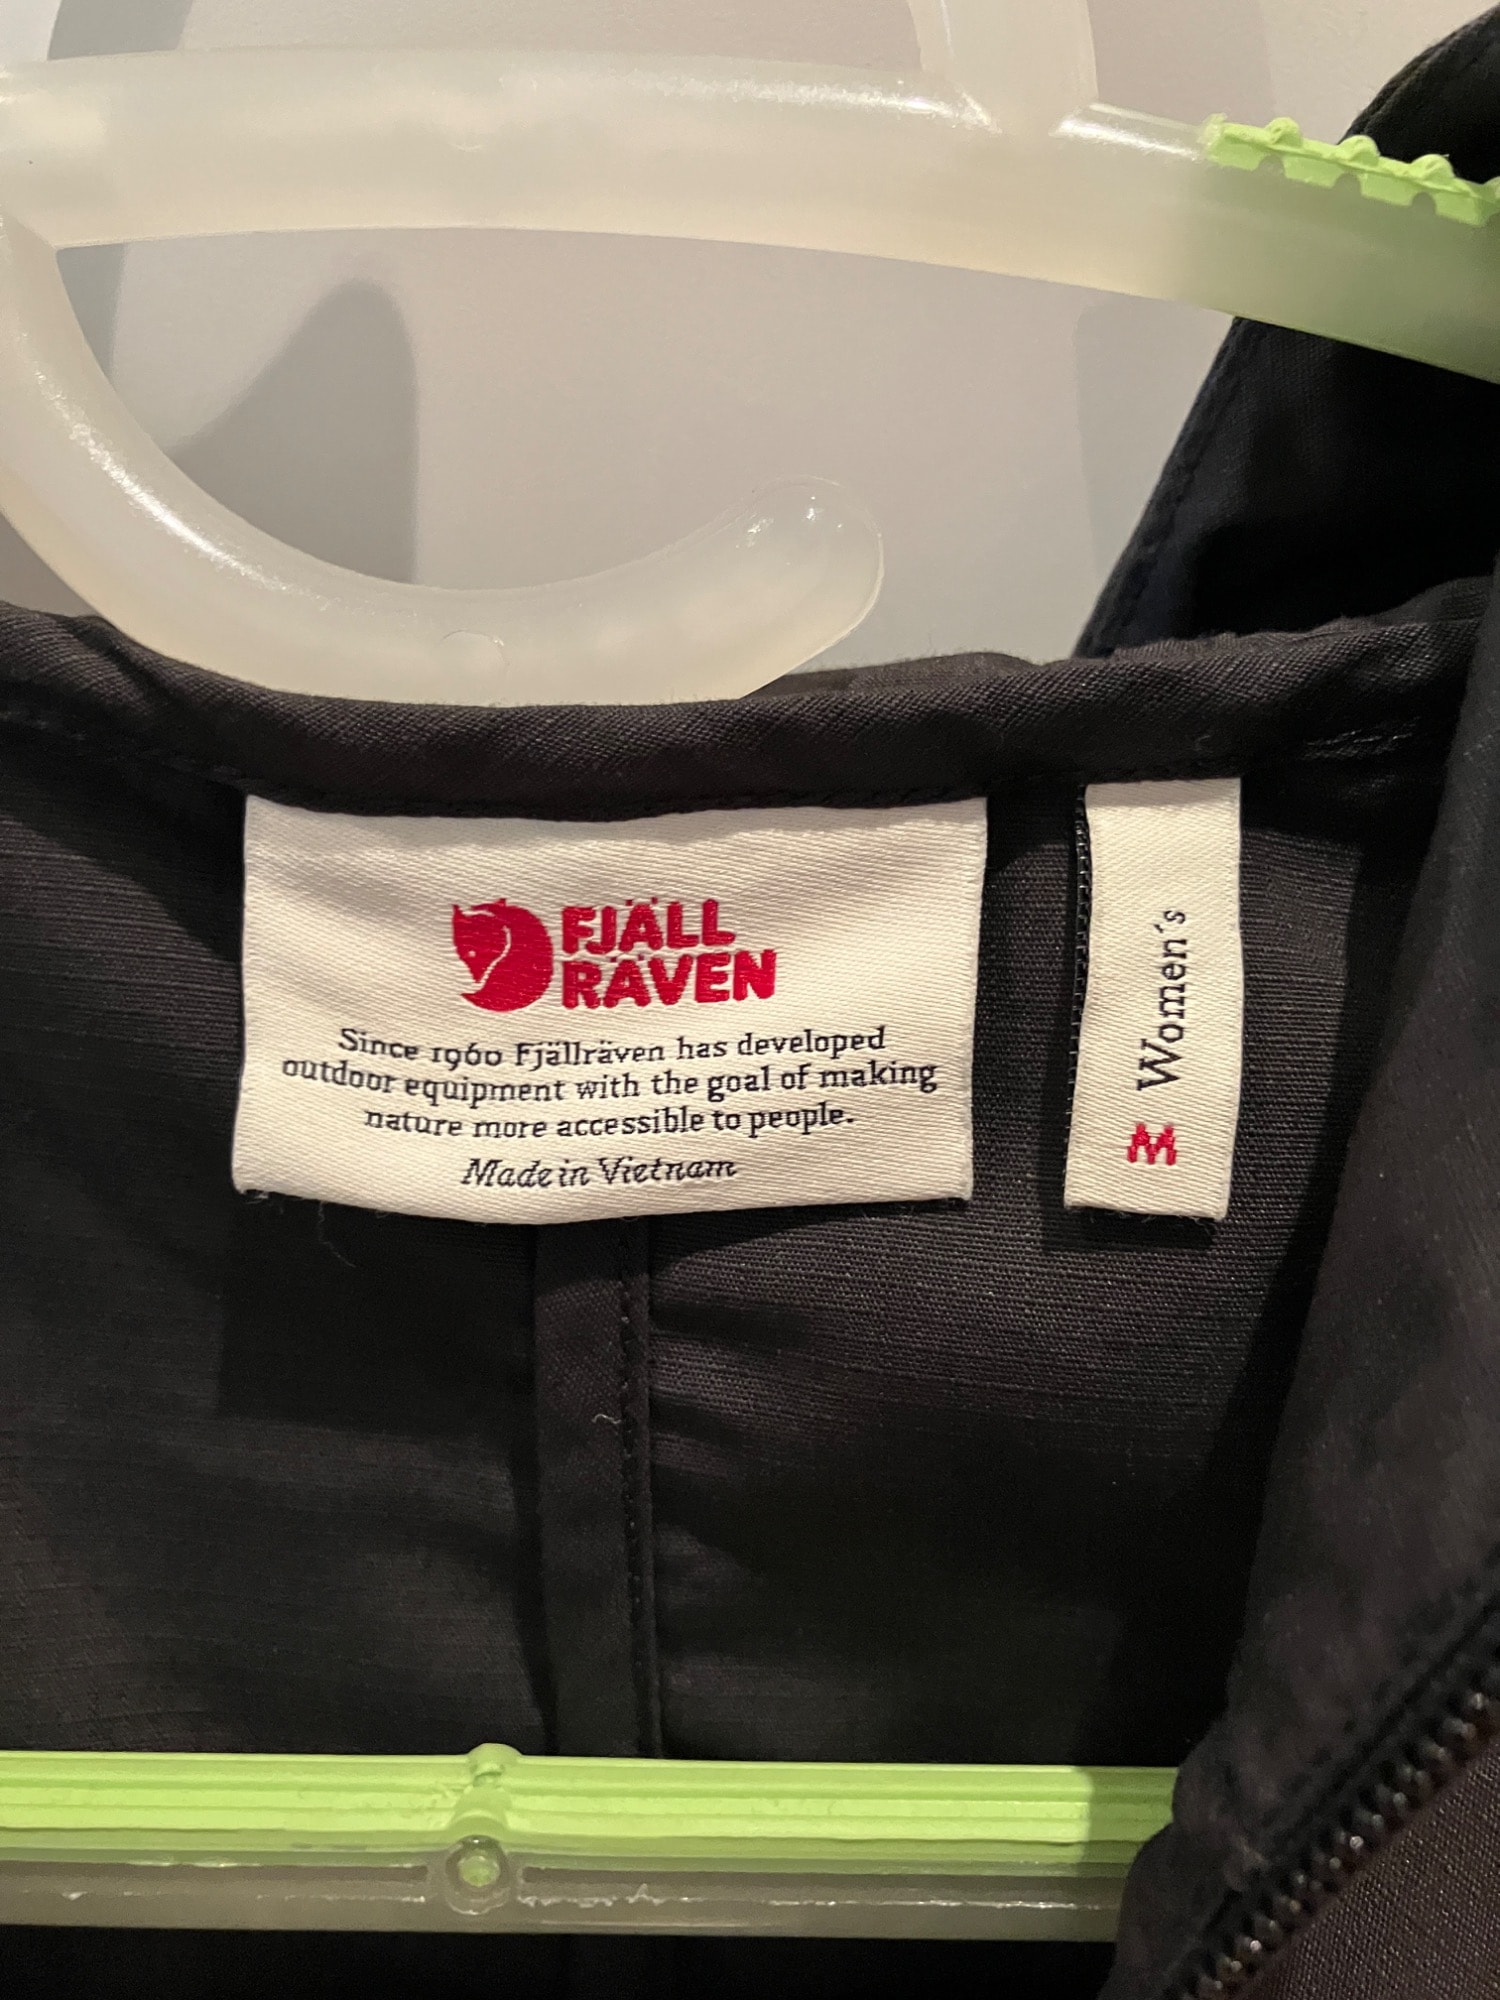 FJÄLL
RÄVEN
Since 1960 Fjällräven has developed
outdoor equipment with the goal of making
nature more accessible to people.
Made in Vietnam
M Women´s